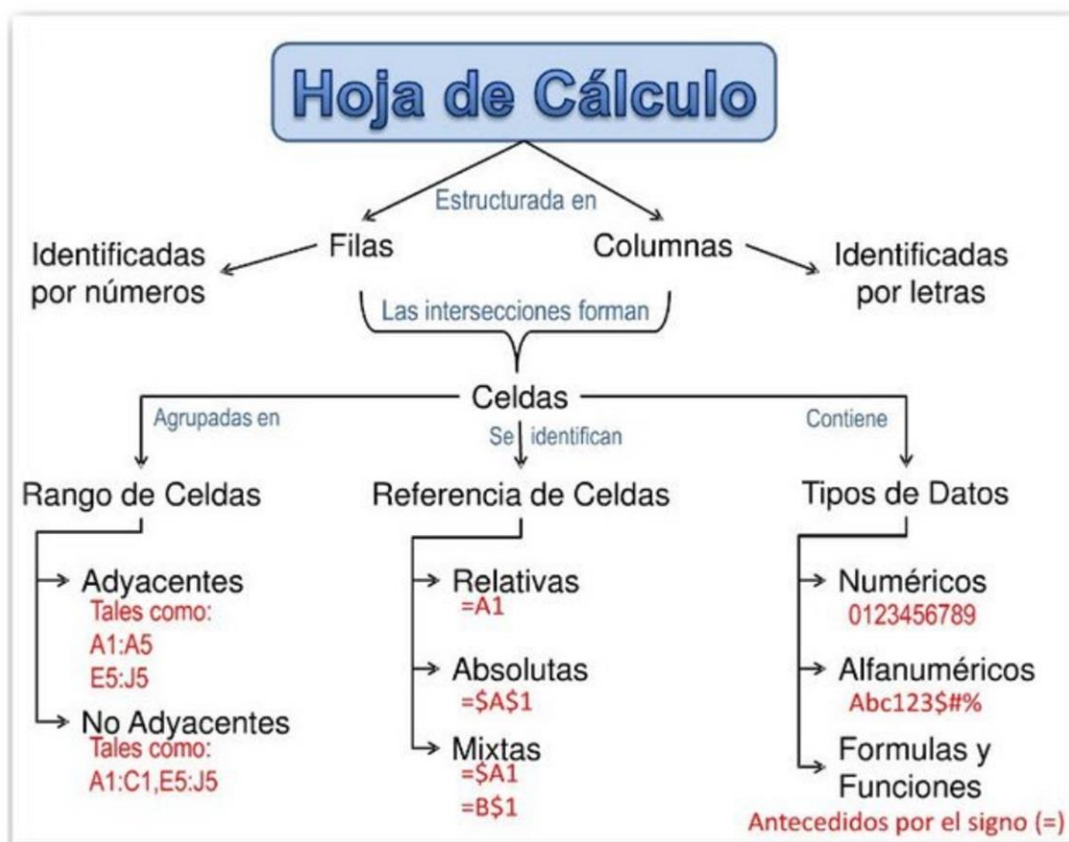 Hoja de Cálculo
Estructurada en
Filas
Columnas
Identificadas
por números
Identificadas
por letras
Las intersecciones forman
Celdas
Agrupadas en
Se identifican
Contiene
Rango de Celdas
Adyacentes
Tales como:
A1:A5
E5:J5
No Adyacentes
Tales como:
A1:C1,E5:J5
Referencia de Celdas
Relativas
=A1
Absolutas
=$A$1
Mixtas
=$A1
=B$1
Tipos de Datos
Numéricos
0123456789
Alfanuméricos
Abc123$#%
Formulas y
Funciones
Antecedidos por el signo (=)